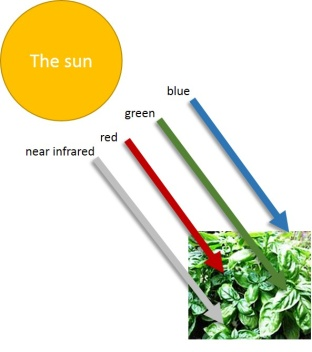 The sun
blue
green
red
near infrared